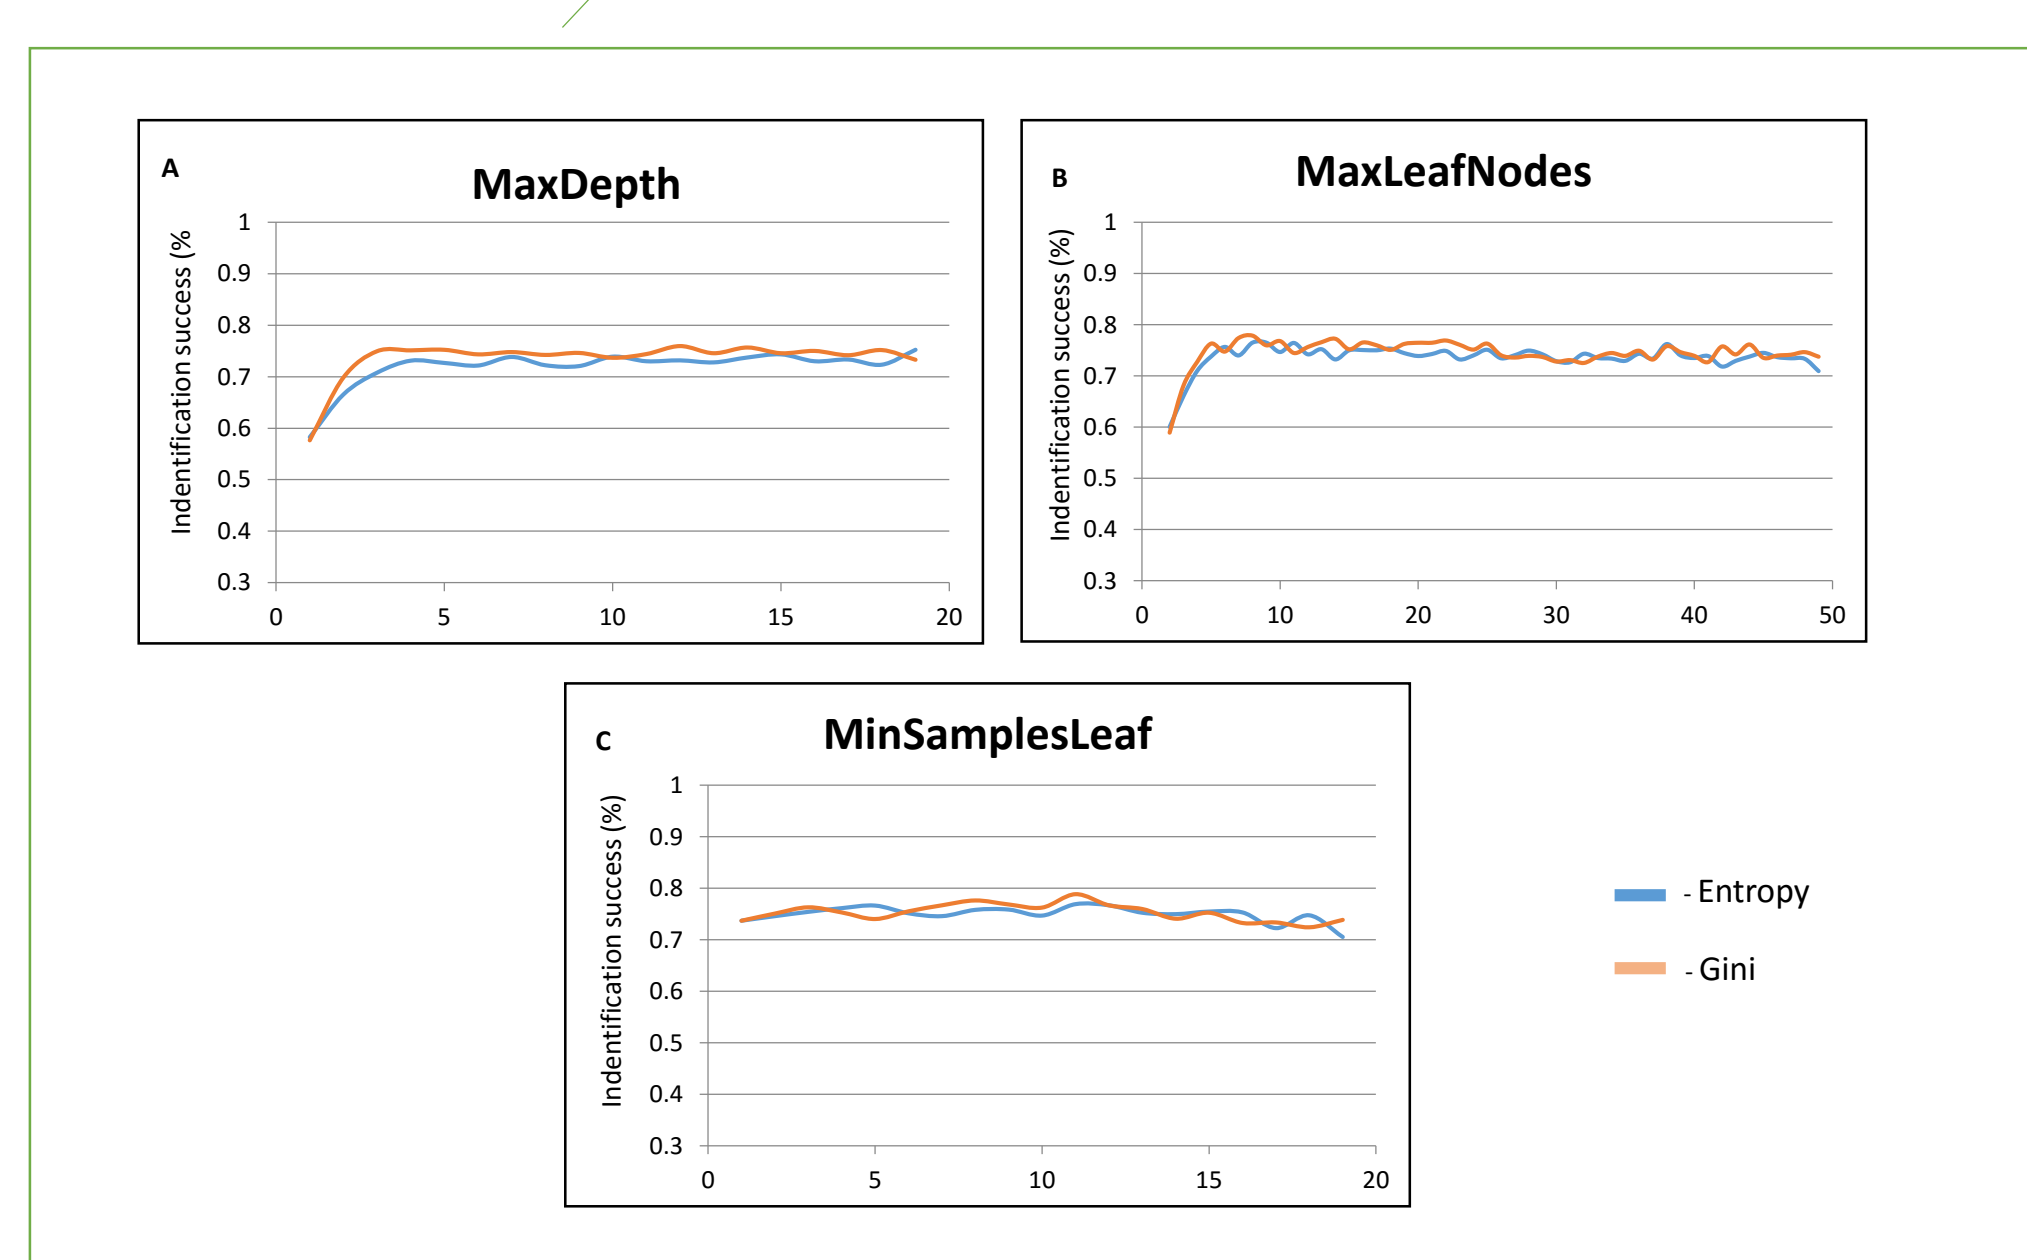 A
MaxDepth
Indentification success (%
1
0.9
0.8
0.7
0.6
0.5
0.4
0.3
0 5 10 15 20
B
MaxLeafNodes
Indentification success (%)
1
0.9
0.8
0.7
0.6
0.5
0.4
0.3
0 10 20 30 40 50
C
MinSamplesLeaf
Indentification success (%)
1
0.9
0.8
0.7
0.6
0.5
0.4
0.3
0 5 10 15 20
- Entropy
- Gini